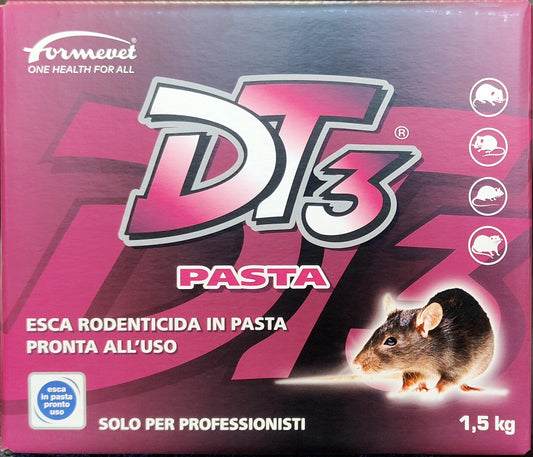 Formevet®
ONE HEALTH FOR ALL
DT3®
PASTA
ESCA RODENTICIDA IN PASTA
PRONTA ALL'USO
esca
in pasta
pronto
uso
SOLO PER PROFESSIONISTI
1,5 kg
DT3